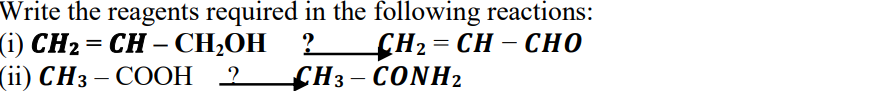 Write the reagents required in the following reactions:
(i) CH₂ = CH – CH₂OH ? CH₂ = CH – CHO
(ii) CH₃ – COOH ? CH₃ – CONH₂